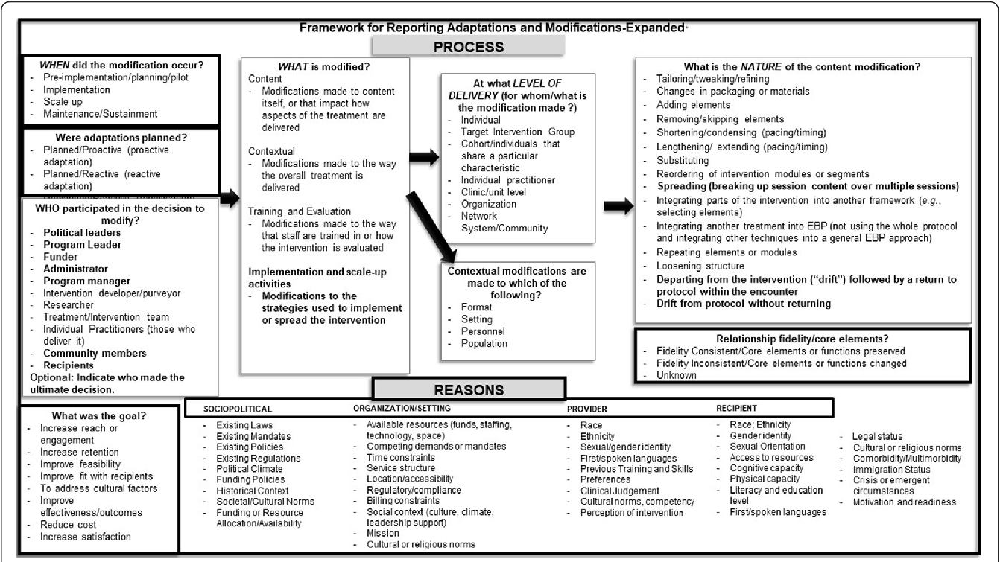 Framework for Reporting Adaptations and Modifications-Expanded
PROCESS
WHEN did the modification occur?
- Pre-implementation/planning/pilot
- Implementation
- Scale up
- Maintenance/Sustainment
Were adaptations planned?
- Planned/Proactive (proactive
adaptation)
- Planned/Reactive (reactive
adaptation)
WHO participated in the decision to
modify?
- Political leaders
- Program Leader
- Funder
- Administrator
- Program manager
- Intervention developer/purveyor
- Researcher
- Treatment/Intervention team
- Individual Practitioners (those who
deliver it)
- Community members
- Recipients
Optional: Indicate who made the
ultimate decision.
WHAT is modified?
Content
- Modifications made to content
itself, or that impact how
aspects of the treatment are
delivered
Contextual
- Modifications made to the way
the overall treatment is
delivered
Training and Evaluation
- Modifications made to the way
that staff are trained in or how
the intervention is evaluated
Implementation and scale-up
activities
- Modifications to the
strategies used to implement
or spread the intervention
At what LEVEL OF
DELIVERY (for whom/what is
the modification made ?)
- Individual
- Target Intervention Group
- Cohort/individuals that
share a particular
characteristic
- Individual practitioner
- Clinic/unit level
- Organization
- Network
System/Community
Contextual modifications are
made to which of the
following?
- Format
- Setting
- Personnel
- Population
What is the NATURE of the content modification?
- Tailoring/tweaking/refining
- Changes in packaging or materials
- Adding elements
- Removing/skipping elements
- Shortening/condensing (pacing/timing)
- Lengthening/ extending (pacing/timing)
- Substituting
- Reordering of intervention modules or segments
- Spreading (breaking up session content over multiple sessions)
- Integrating parts of the intervention into another framework (e.g.,
selecting elements)
- Integrating another treatment into EBP (not using the whole protocol
and integrating other techniques into a general EBP approach)
- Repeating elements or modules
- Loosening structure
- Departing from the intervention (“drift”) followed by a return to
protocol within the encounter
- Drift from protocol without returning
Relationship fidelity/core elements?
- Fidelity Consistent/Core elements or functions preserved
- Fidelity Inconsistent/Core elements or functions changed
- Unknown
REASONS
What was the goal?
- Increase reach or
engagement
- Increase retention
- Improve feasibility
- Improve fit with recipients
- To address cultural factors
- Improve
effectiveness/outcomes
- Reduce cost
- Increase satisfaction
SOCIOPOLITICAL
- Existing Laws
- Existing Mandates
- Existing Policies
- Existing Regulations
- Political Climate
- Funding Policies
- Historical Context
- Societal/Cultural Norms
- Funding or Resource
Allocation/Availability
ORGANIZATION/SETTING
- Available resources (funds, staffing,
technology, space)
- Competing demands or mandates
- Time constraints
- Service structure
- Location/accessibility
- Regulatory/compliance
- Billing constraints
- Social context (culture, climate,
leadership support)
- Mission
- Cultural or religious norms
PROVIDER
- Race
- Ethnicity
- Sexual/gender identity
- First/spoken languages
- Previous Training and Skills
- Preferences
- Clinical Judgement
- Cultural norms, competency
- Perception of intervention
RECIPIENT
- Race; Ethnicity
- Gender identity
- Sexual Orientation
- Access to resources
- Cognitive capacity
- Physical capacity
- Literacy and education
level
- First/spoken languages
- Legal status
- Cultural or religious norms
- Comorbidity/Multimorbidity
- Immigration Status
- Crisis or emergent
circumstances
- Motivation and readiness